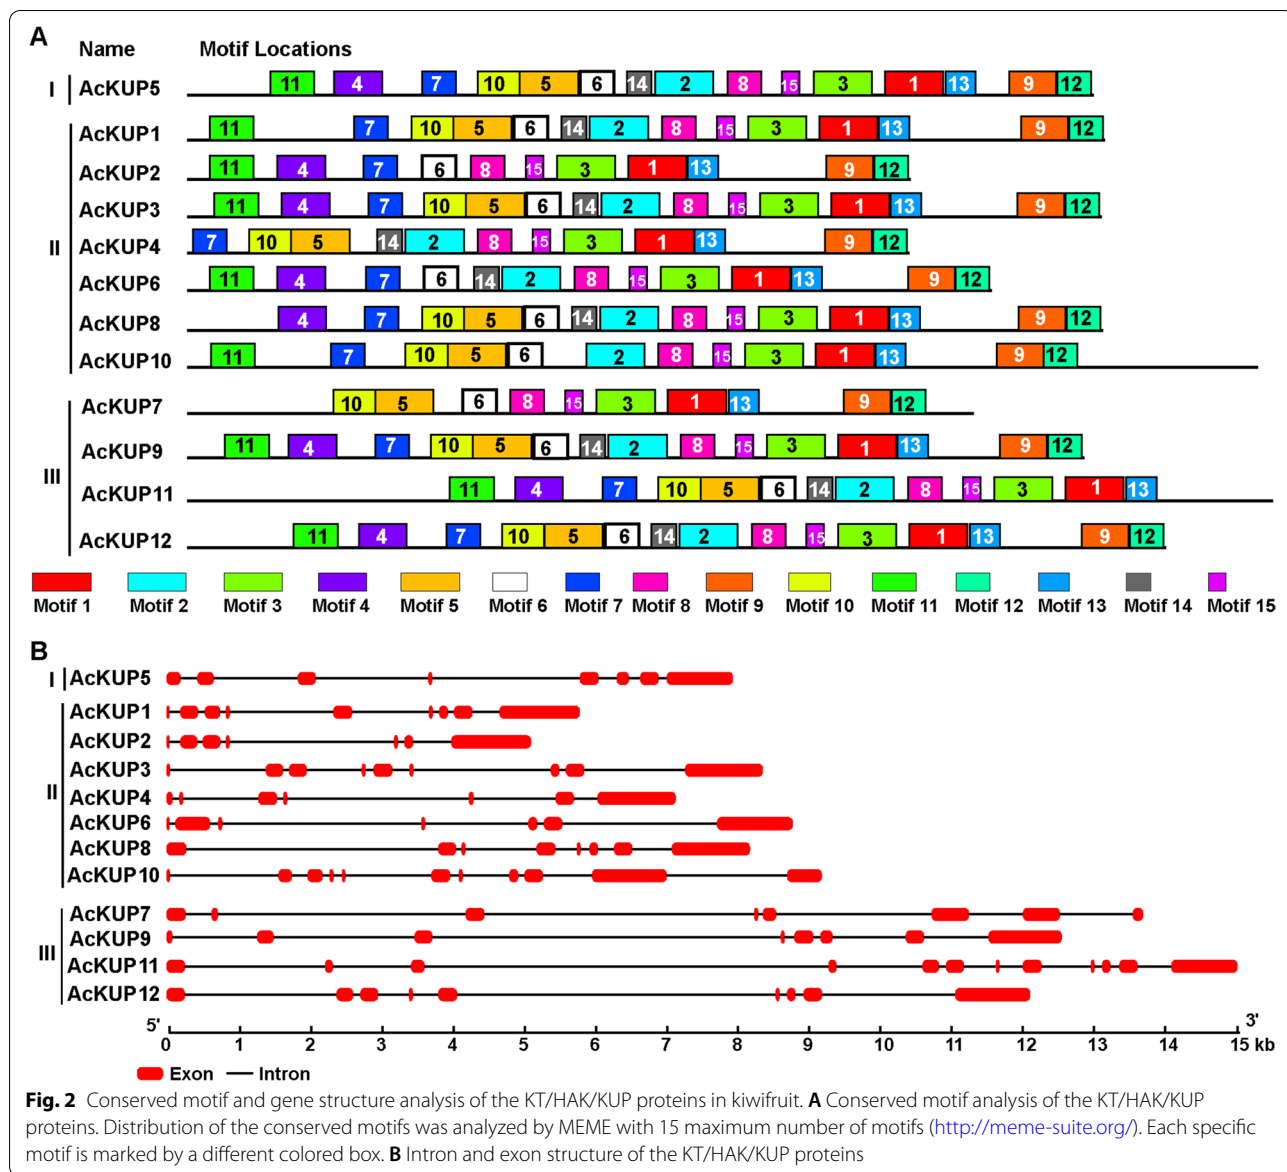 A
Name Motif Locations
I AcKUP5 11 4 7 10 5 6 14 2 8 15 3 1 13 9 12
AcKUP1 11 7 10 5 6 14 2 8 15 3 1 13 9 12
AcKUP2 11 4 7 6 8 15 3 1 13 9 12
AcKUP3 11 4 7 10 5 6 14 2 8 15 3 1 13 9 12
II AcKUP4 7 10 5 14 2 8 15 3 1 13 9 12
AcKUP6 11 4 7 6 14 2 8 15 3 1 13 9 12
AcKUP8 4 7 10 5 6 14 2 8 15 3 1 13 9 12
AcKUP10 11 7 10 5 6 2 8 15 3 1 13 9 12
AcKUP7 10 5 6 8 15 3 1 13 9 12
AcKUP9 11 4 7 10 5 6 14 2 8 15 3 1 13 9 12
III
AcKUP11 11 4 7 10 5 6 14 2 8 15 3 1 13
AcKUP12 11 4 7 10 5 6 14 2 8 15 3 1 13 9 12
Motif 1 Motif 2 Motif 3 Motif 4 Motif 5 Motif 6 Motif 7 Motif 8 Motif 9 Motif 10 Motif 11 Motif 12 Motif 13 Motif 14 Motif 15
B
I AcKUP5
AcKUP1
AcKUP2
AcKUP3
II
AcKUP4
AcKUP6
AcKUP8
AcKUP10
AcKUP7
AcKUP9
III
AcKUP11
AcKUP12
5' 3'
0 1 2 3 4 5 6 7 8 9 10 11 12 13 14 15 kb
Exon Intron
Fig. 2 Conserved motif and gene structure analysis of the KT/HAK/KUP proteins in kiwifruit. A Conserved motif analysis of the KT/HAK/KUP
proteins. Distribution of the conserved motifs was analyzed by MEME with 15 maximum number of motifs (http://meme-suite.org/). Each specific
motif is marked by a different colored box. B Intron and exon structure of the KT/HAK/KUP proteins